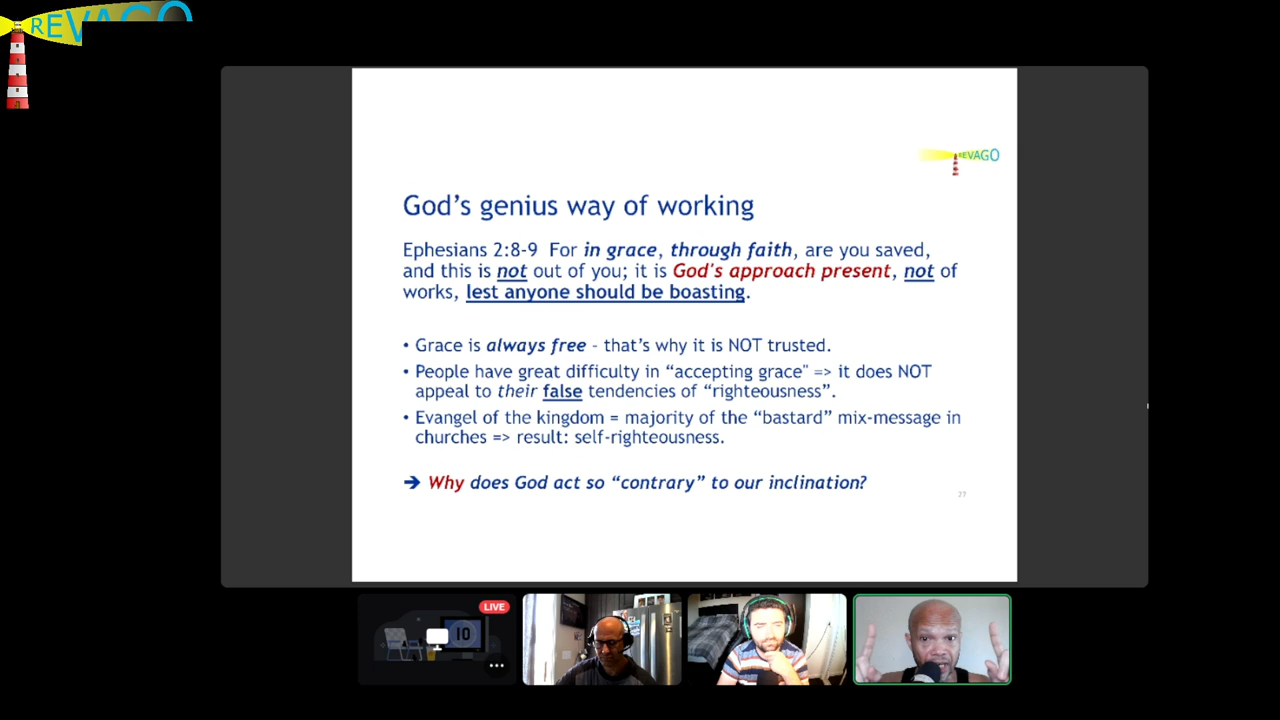 REVAGO
REVAGO
God's genius way of working
Ephesians 2:8-9 For in grace, through faith, are you saved,
and this is not out of you; it is God's approach present, not of
works, lest anyone should be boasting.
• Grace is always free - that's why it is NOT trusted.
• People have great difficulty in “accepting grace" => it does NOT
appeal to their false tendencies of “righteousness”.
• Evangel of the kingdom = majority of the “bastard” mix-message in
churches => result: self-righteousness.
➔ Why does God act so “contrary” to our inclination?
77
LIVE
10